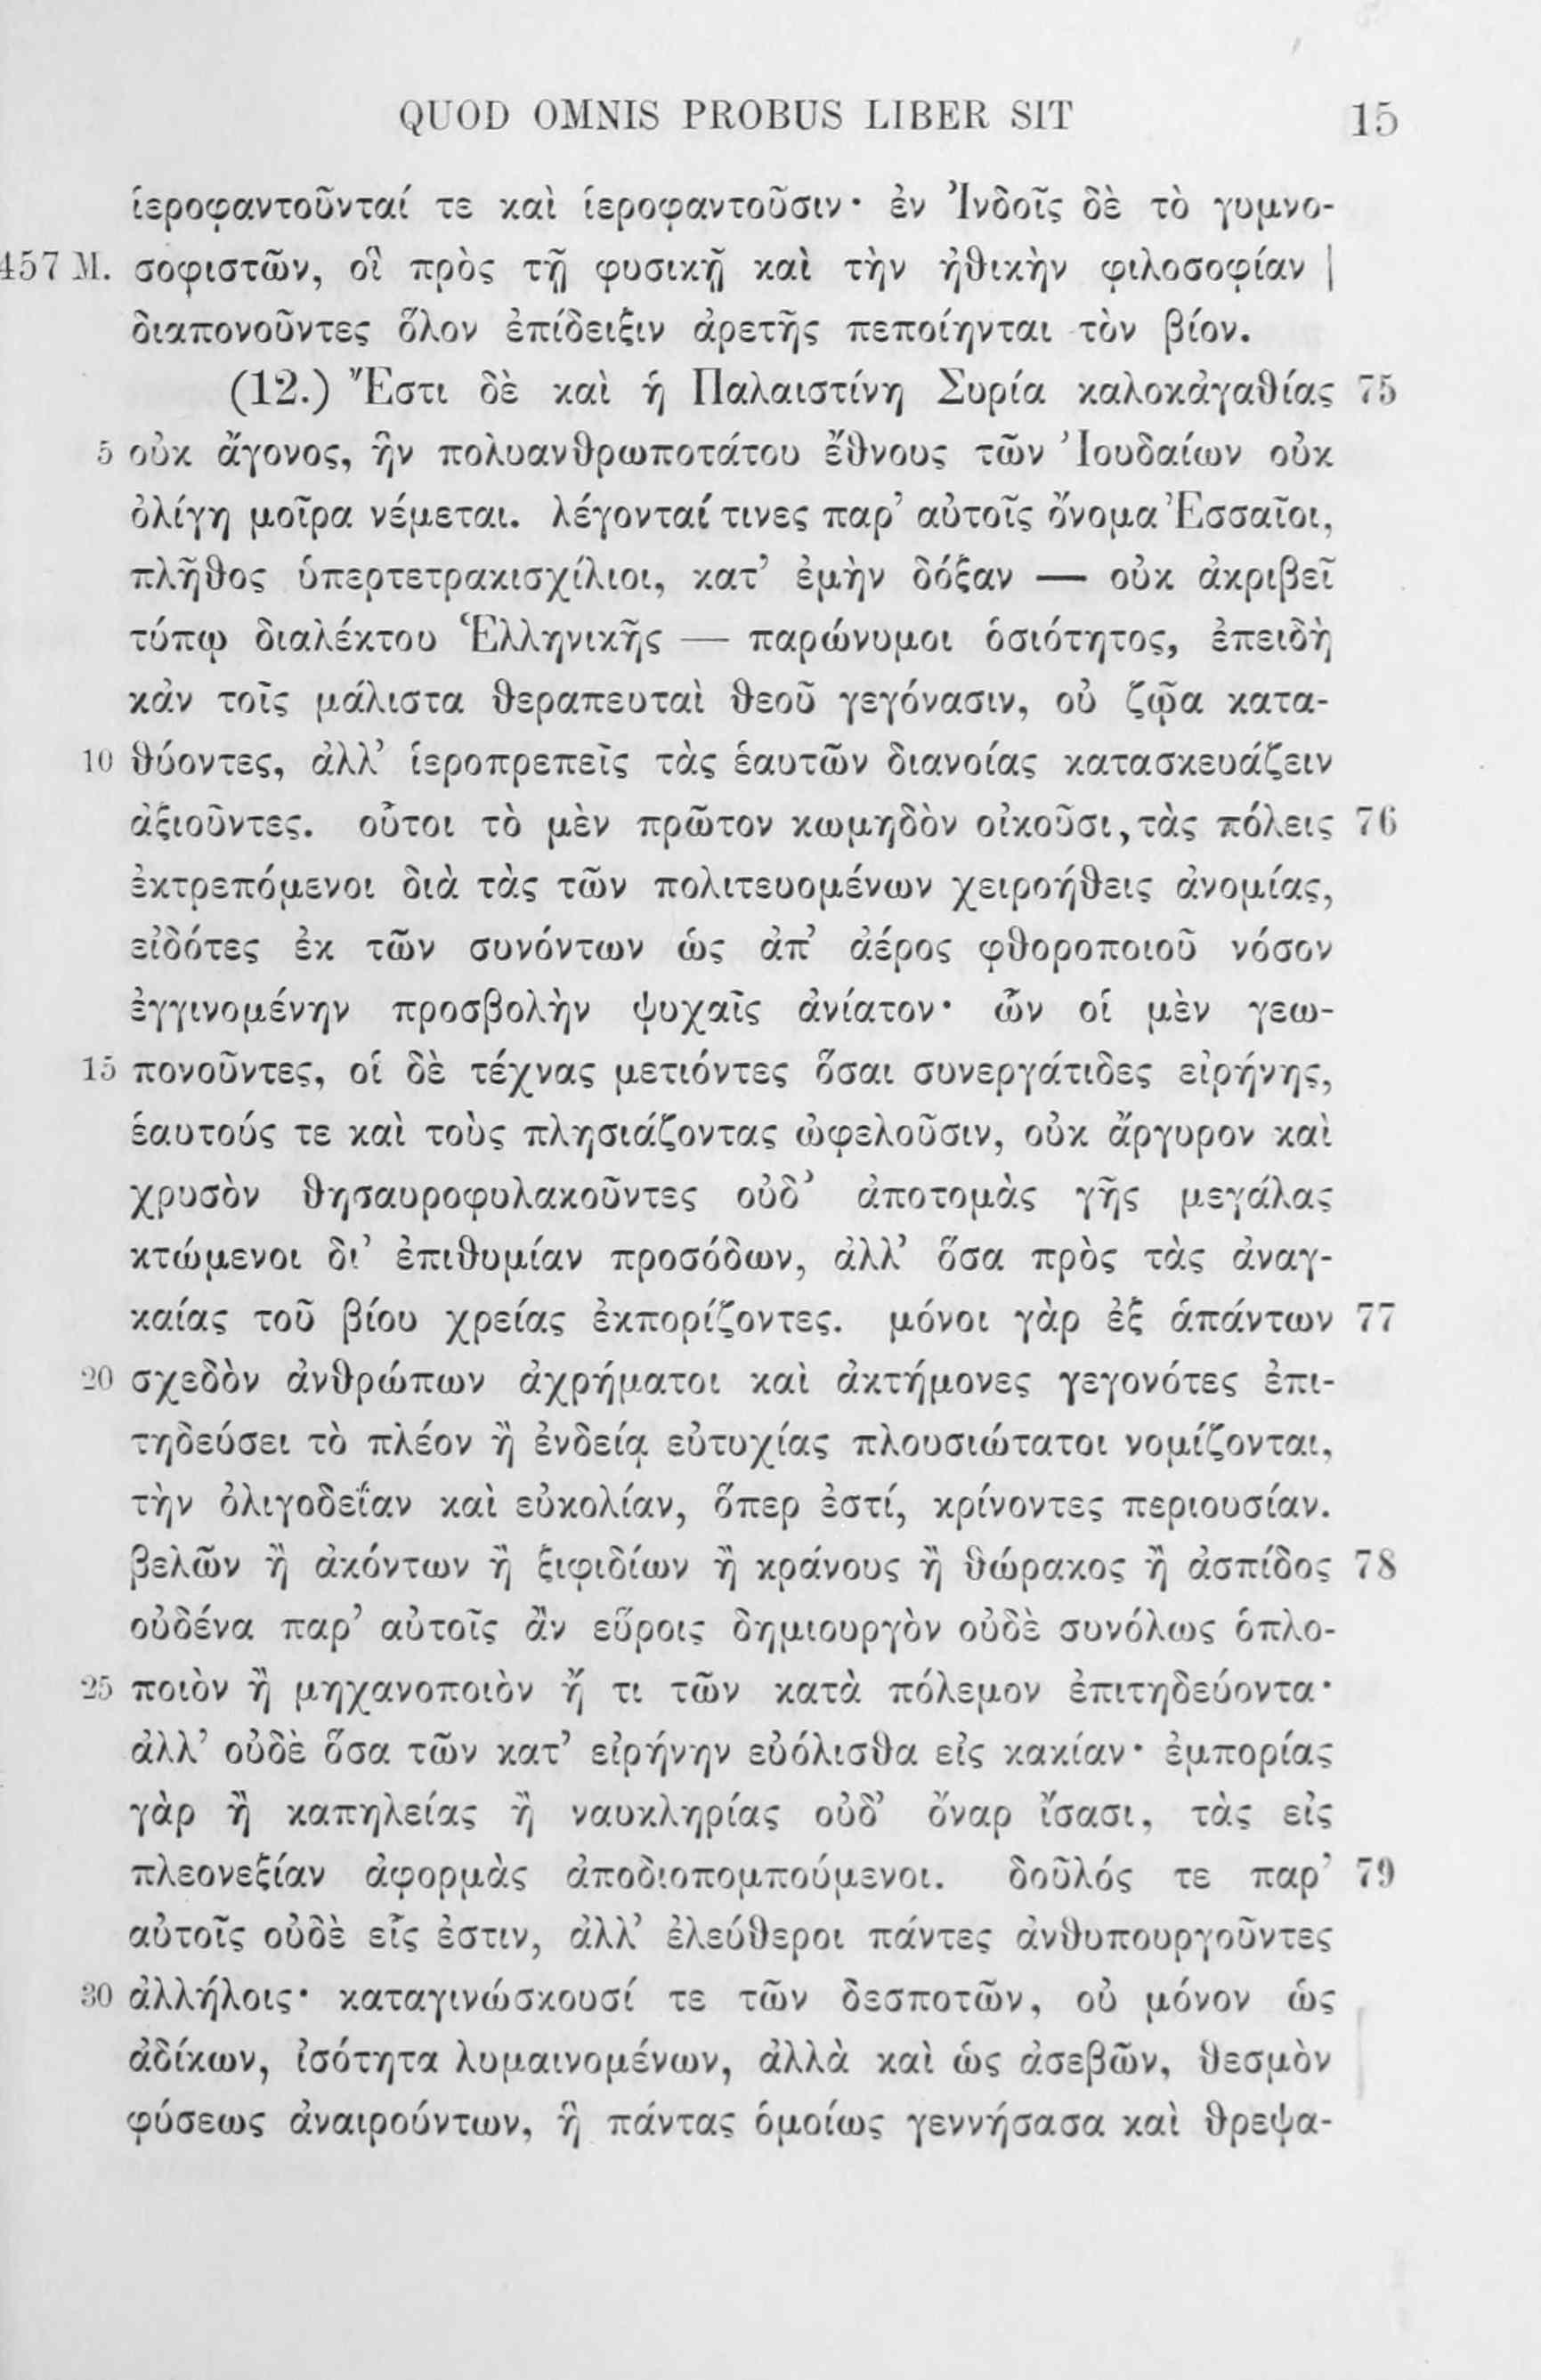 QUOD OMNIS PROBUS LIBER SIT 15
ἱεροφαντοῦνταί τε καὶ ἱεροφαντοῦσιν· ἐν Ἰνδοῖς δὲ τὸ γυμνο-
457 M. σοφιστῶν, οἳ πρὸς τῇ φυσικῇ καὶ τὴν ἠθικὴν φιλοσοφίαν |
διαπονοῦντες ὅλον ἐπίδειξιν ἀρετῆς πεποίηνται τὸν βίον.
(12.) Ἔστι δὲ καὶ ἡ Παλαιστίνη Συρία καλοκἀγαθίας 75
5 οὐκ ἄγονος, ἣν πολυανθρωποτάτου ἔθνους τῶν Ἰουδαίων οὐκ
ὀλίγη μοῖρα νέμεται. λέγονταί τινες παρ’ αὐτοῖς ὄνομα Ἐσσαῖοι,
πλῆθος ὑπερτετρακισχίλιοι, κατ’ ἐμὴν δόξαν — οὐκ ἀκριβεῖ
τύπῳ διαλέκτου Ἑλληνικῆς — παρώνυμοι ὁσιότητος, ἐπειδὴ
κἀν τοῖς μάλιστα θεραπευταὶ θεοῦ γεγόνασιν, οὐ ζῷα κατα-
10 θύοντες, ἀλλ’ ἱεροπρεπεῖς τὰς ἑαυτῶν διανοίας κατασκευάζειν
ἀξιοῦντες. οὗτοι τὸ μὲν πρῶτον κωμηδὸν οἰκοῦσι, τὰς πόλεις 76
ἐκτρεπόμενοι διὰ τὰς τῶν πολιτευομένων χειροήθεις ἀνομίας,
εἰδότες ἐκ τῶν συνόντων ὡς ἀπ’ ἀέρος φθοροποιοῦ νόσον
ἐγγινομένην προσβολὴν ψυχαῖς ἀνίατον· ὧν οἱ μὲν γεω-
15 πονοῦντες, οἱ δὲ τέχνας μετιόντες ὅσαι συνεργάτιδες εἰρήνης,
ἑαυτούς τε καὶ τοὺς πλησιάζοντας ὠφελοῦσιν, οὐκ ἄργυρον καὶ
χρυσὸν θησαυροφυλακοῦντες οὐδ’ ἀποτομὰς γῆς μεγάλας
κτώμενοι δι’ ἐπιθυμίαν προσόδων, ἀλλ’ ὅσα πρὸς τὰς ἀναγ-
καίας τοῦ βίου χρείας ἐκπορίζοντες. μόνοι γὰρ ἐξ ἁπάντων 77
20 σχεδὸν ἀνθρώπων ἀχρήματοι καὶ ἀκτήμονες γεγονότες ἐπι-
τηδεύσει τὸ πλέον ἢ ἐνδείᾳ εὐτυχίας πλουσιώτατοι νομίζονται,
τὴν ὀλιγοδεΐαν καὶ εὐκολίαν, ὅπερ ἐστί, κρίνοντες περιουσίαν.
βελῶν ἢ ἀκόντων ἢ ξιφιδίων ἢ κράνους ἢ θώρακος ἢ ἀσπίδος 78
οὐδένα παρ’ αὐτοῖς ἂν εὕροις δημιουργὸν οὐδὲ συνόλως ὁπλο-
25 ποιὸν ἢ μηχανοποιὸν ἤ τι τῶν κατὰ πόλεμον ἐπιτηδεύοντα·
ἀλλ’ οὐδὲ ὅσα τῶν κατ’ εἰρήνην εὐόλισθα εἰς κακίαν· ἐμπορίας
γὰρ ἢ καπηλείας ἢ ναυκληρίας οὐδ’ ὄναρ ἴσασι, τὰς εἰς
πλεονεξίαν ἀφορμὰς ἀποδιοπομπούμενοι. δοῦλός τε παρ’ 79
αὐτοῖς οὐδὲ εἷς ἐστιν, ἀλλ’ ἐλεύθεροι πάντες ἀνθυπουργοῦντες
30 ἀλλήλοις· καταγινώσκουσί τε τῶν δεσποτῶν, οὐ μόνον ὡς
ἀδίκων, ἰσότητα λυμαινομένων, ἀλλὰ καὶ ὡς ἀσεβῶν, θεσμὸν
φύσεως ἀναιρούντων, ἣ πάντας ὁμοίως γεννήσασα καὶ θρεψα-